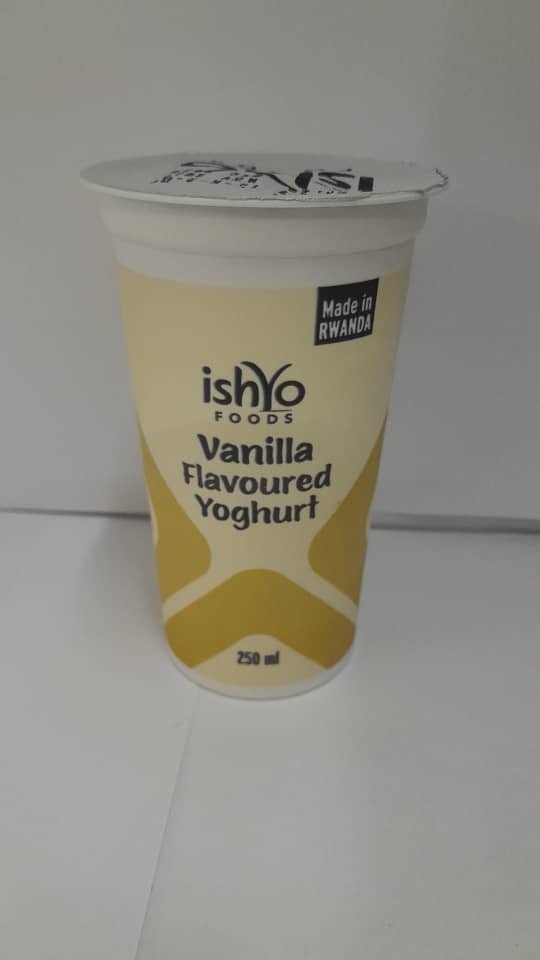 Made in
RWANDA
ishyo
FOODS
Vanilla
Flavoured
Yoghurt
250 ml